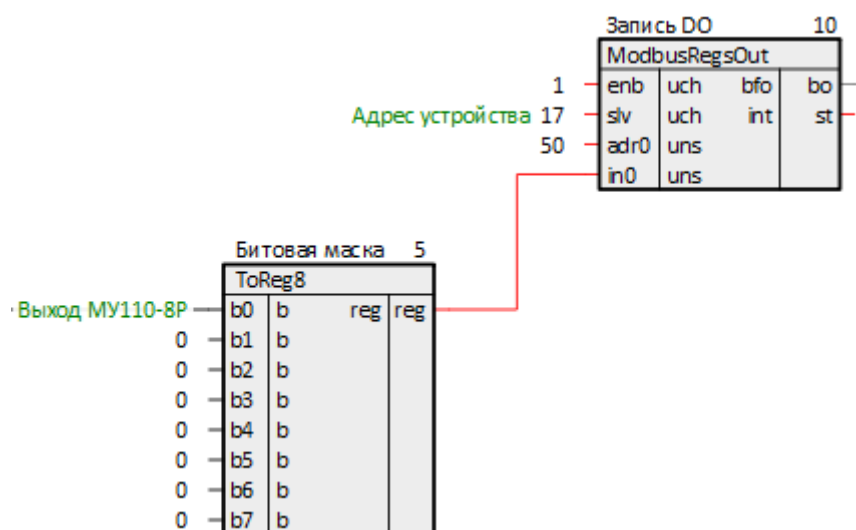 Запись DO 10
ModbusRegsOut
1 enb uch bfo bo
Адрес устройства 17 slv uch int st
50 adr0 uns
in0 uns
Битовая маска 5
ToReg8
Выход МУ110-8Р b0 b reg reg
0 b1 b
0 b2 b
0 b3 b
0 b4 b
0 b5 b
0 b6 b
0 b7 b